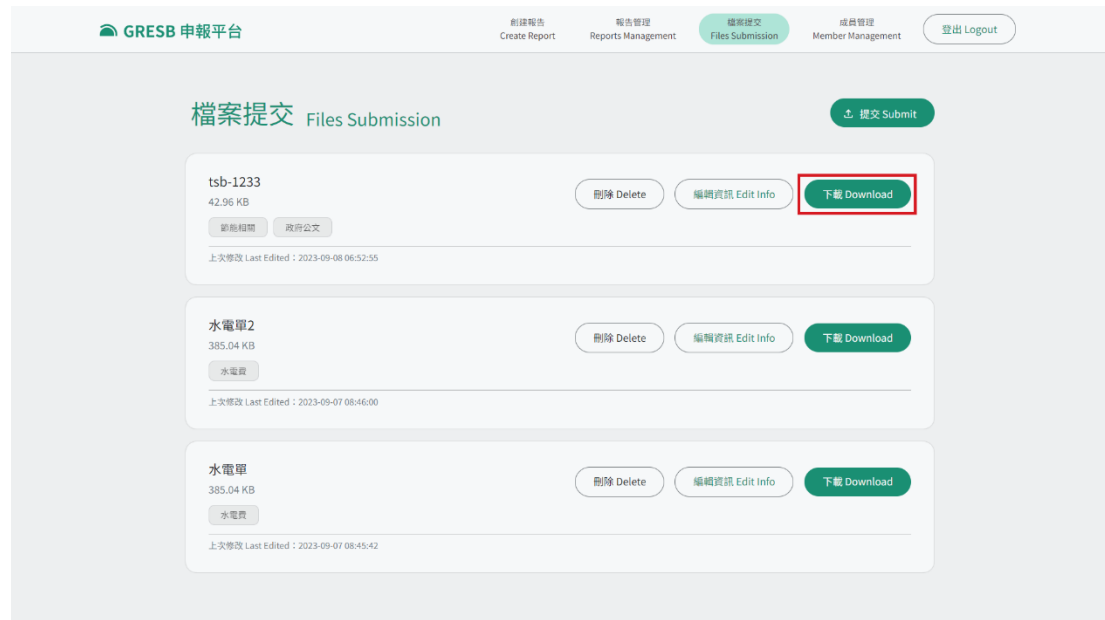 GRESB 申報平台
創建報告
Create Report
報告管理
Reports Management
檔案提交
Files Submission
成員管理
Member Management
登出 Logout
檔案提交 Files Submission
提交 Submit
tsb-1233
42.96 KB
節能相關 政府公文
刪除 Delete 編輯資訊 Edit Info 下載 Download
上次修改 Last Edited：2023-09-08 06:52:55
水電單2
385.04 KB
水電費
刪除 Delete 編輯資訊 Edit Info 下載 Download
上次修改 Last Edited：2023-09-07 08:46:00
水電單
385.04 KB
水電費
刪除 Delete 編輯資訊 Edit Info 下載 Download
上次修改 Last Edited：2023-09-07 08:45:42